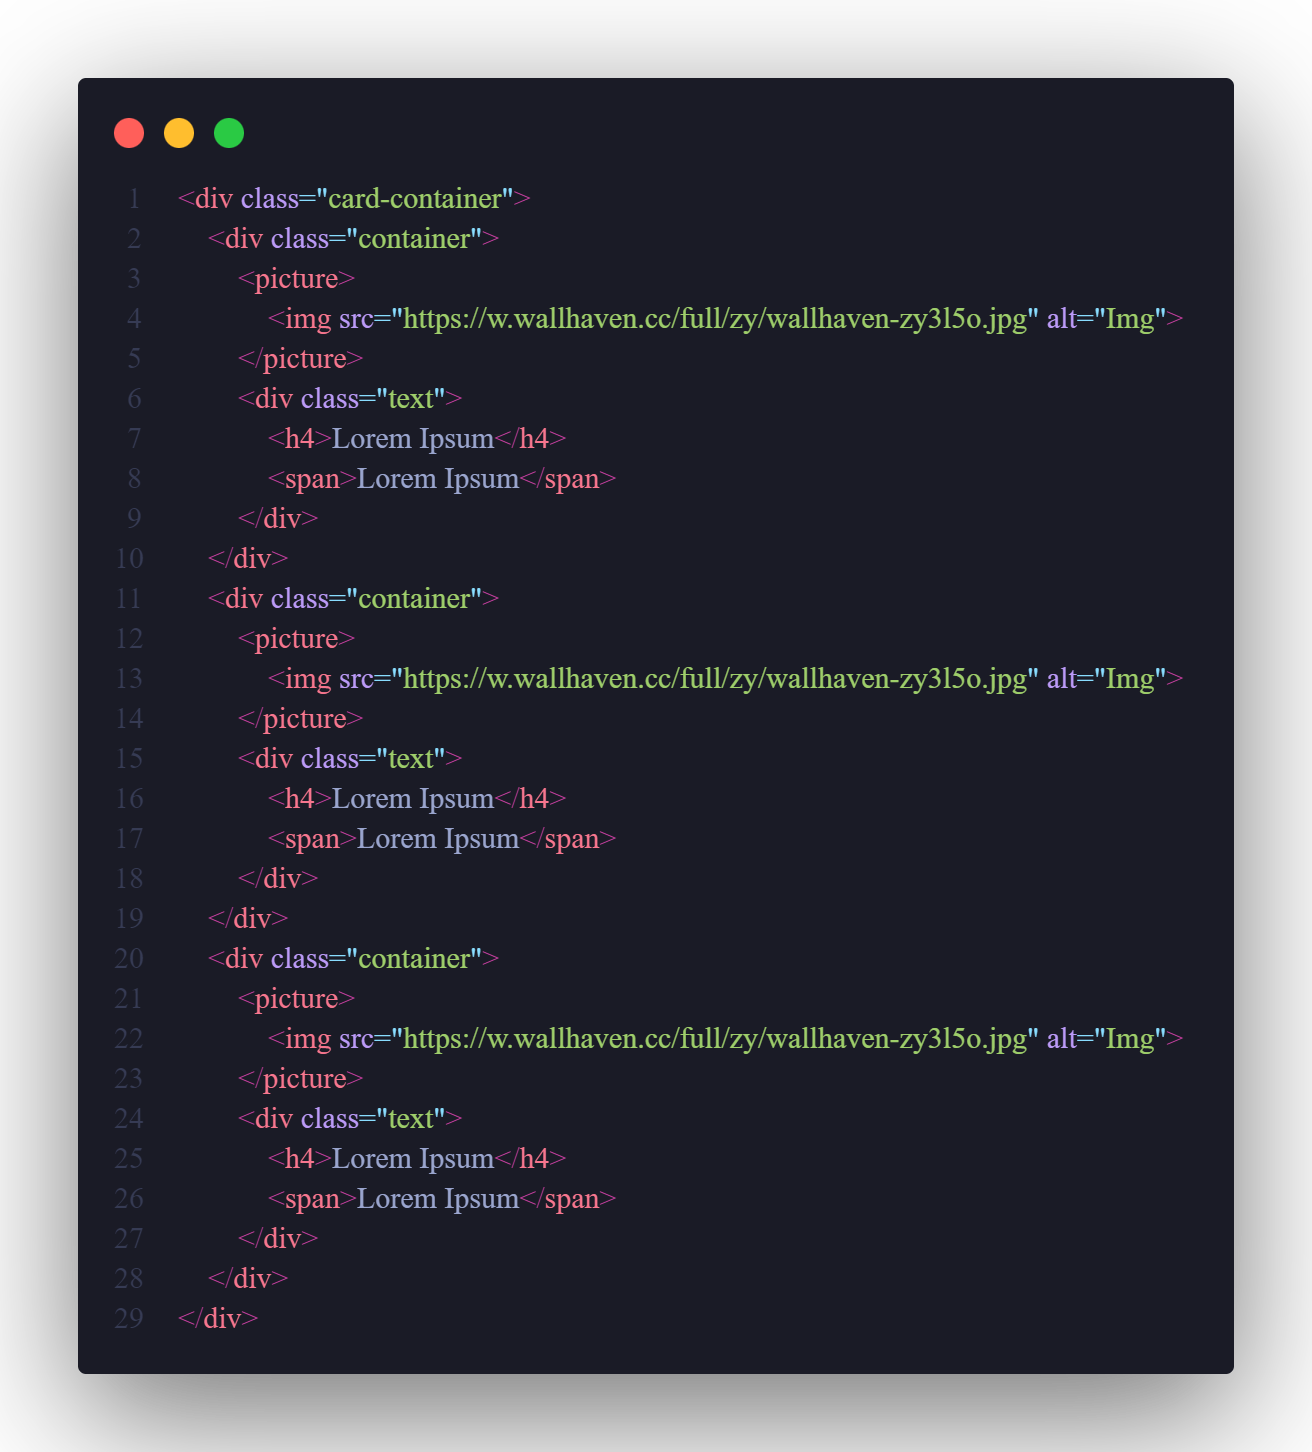 1 <div class="card-container">
2 <div class="container">
3 <picture>
4 <img src="https://w.wallhaven.cc/full/zy/wallhaven-zy3l5o.jpg" alt="Img">
5 </picture>
6 <div class="text">
7 <h4>Lorem Ipsum</h4>
8 <span>Lorem Ipsum</span>
9 </div>
10 </div>
11 <div class="container">
12 <picture>
13 <img src="https://w.wallhaven.cc/full/zy/wallhaven-zy3l5o.jpg" alt="Img">
14 </picture>
15 <div class="text">
16 <h4>Lorem Ipsum</h4>
17 <span>Lorem Ipsum</span>
18 </div>
19 </div>
20 <div class="container">
21 <picture>
22 <img src="https://w.wallhaven.cc/full/zy/wallhaven-zy3l5o.jpg" alt="Img">
23 </picture>
24 <div class="text">
25 <h4>Lorem Ipsum</h4>
26 <span>Lorem Ipsum</span>
27 </div>
28 </div>
29 </div>